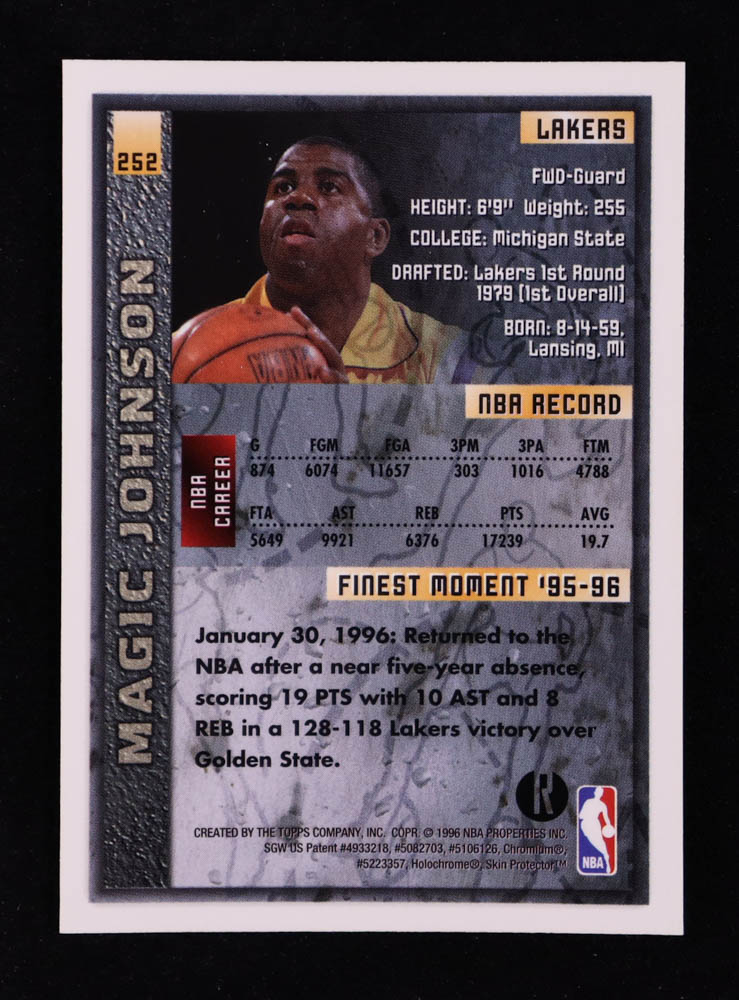 252
MAGIC JOHNSON
LAKERS
FWD-Guard
HEIGHT: 6'9" Weight: 255
COLLEGE: Michigan State
DRAFTED: Lakers 1st Round
1979 (1st Overall)
BORN: 8-14-59,
Lansing, MI
NBA RECORD
NBA
CAREER
G FGM FGA 3PM 3PA FTM
874 6074 11657 303 1016 4788
FTA AST REB PTS AVG
5649 9921 6376 17239 19.7
FINEST MOMENT '95-96
January 30, 1996: Returned to the
NBA after a near five-year absence,
scoring 19 PTS with 10 AST and 8
REB in a 128-118 Lakers victory over
Golden State.
R
CREATED BY THE TOPPS COMPANY, INC. COPR. © 1996 NBA PROPERTIES INC.
SGW US Patent #4933218, #5082703, #5106126, Chromium®,
#5223357, Holochrome®, Skin Protector™
NBA